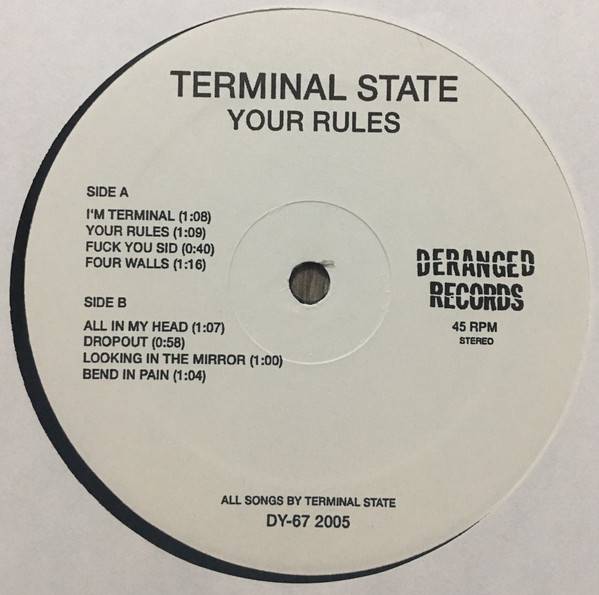 TERMINAL STATE
YOUR RULES
SIDE A
I'M TERMINAL (1:08)
YOUR RULES (1:09)
FUCK YOU SID (0:40)
FOUR WALLS (1:16)
SIDE B
ALL IN MY HEAD (1:07)
DROPOUT (0:58)
LOOKING IN THE MIRROR (1:00)
BEND IN PAIN (1:04)
DERANGED
RECORDS
45 RPM
STEREO
ALL SONGS BY TERMINAL STATE
DY-67 2005